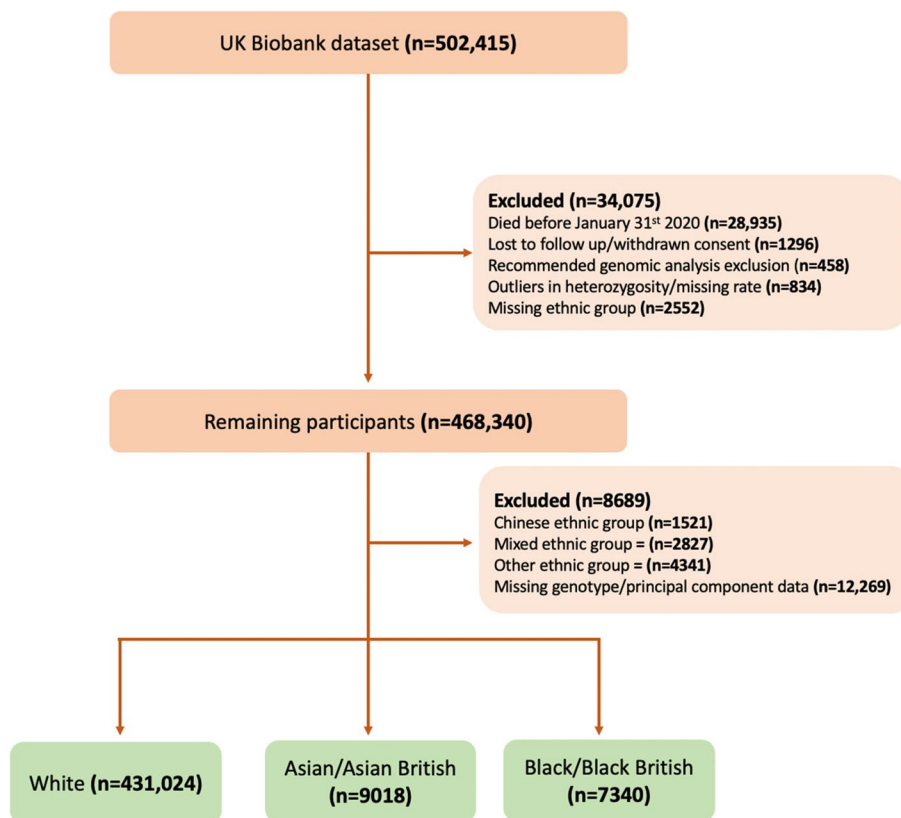 UK Biobank dataset (n=502,415)
Excluded (n=34,075)
Died before January 31st 2020 (n=28,935)
Lost to follow up/withdrawn consent (n=1296)
Recommended genomic analysis exclusion (n=458)
Outliers in heterozygosity/missing rate (n=834)
Missing ethnic group (n=2552)
Remaining participants (n=468,340)
Excluded (n=8689)
Chinese ethnic group (n=1521)
Mixed ethnic group = (n=2827)
Other ethnic group = (n=4341)
Missing genotype/principal component data (n=12,269)
White (n=431,024)
Asian/Asian British
(n=9018)
Black/Black British
(n=7340)